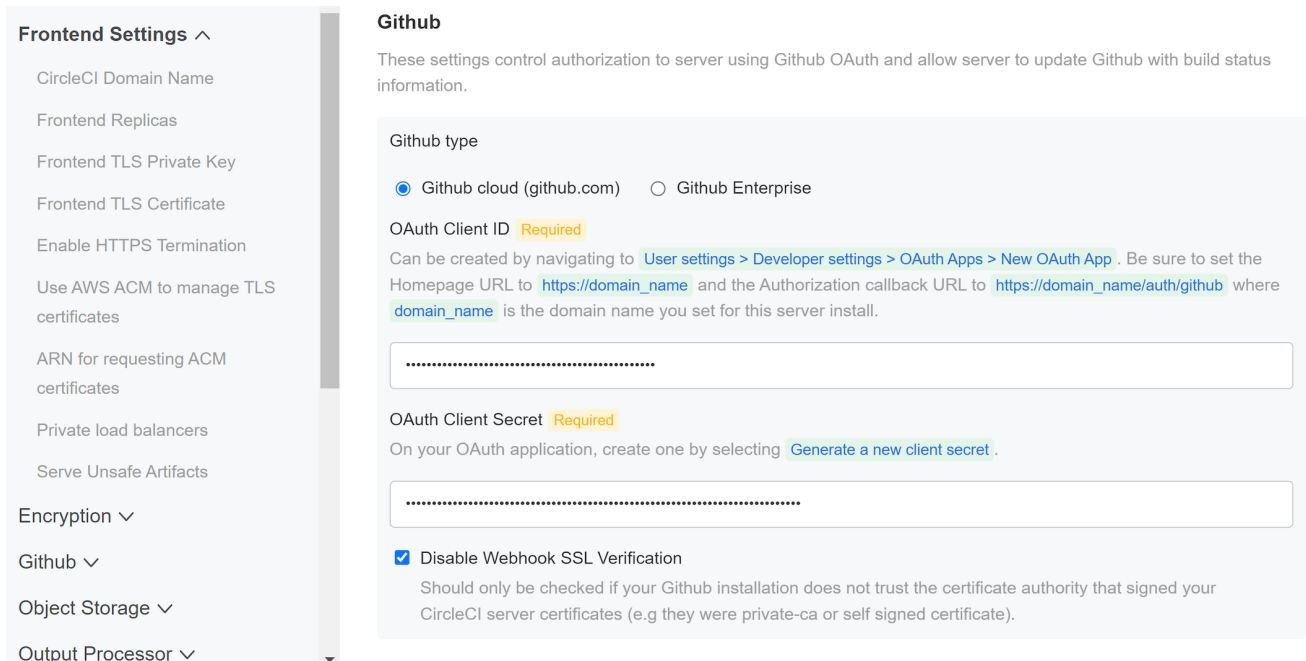 Frontend Settings
CircleCI Domain Name
Frontend Replicas
Frontend TLS Private Key
Frontend TLS Certificate
Enable HTTPS Termination
Use AWS ACM to manage TLS
certificates
ARN for requesting ACM
certificates
Private load balancers
Serve Unsafe Artifacts
Encryption
Github
Object Storage
Output Processor
Github
These settings control authorization to server using Github OAuth and allow server to update Github with build status
information.
Github type
Github cloud (github.com) Github Enterprise
OAuth Client ID Required
Can be created by navigating to User settings > Developer settings > OAuth Apps > New OAuth App . Be sure to set the
Homepage URL to https://domain_name and the Authorization callback URL to https://domain_name/auth/github where
domain_name is the domain name you set for this server install.
OAuth Client Secret Required
On your OAuth application, create one by selecting Generate a new client secret .
Disable Webhook SSL Verification
Should only be checked if your Github installation does not trust the certificate authority that signed your
CircleCI server certificates (e.g they were private-ca or self signed certificate).